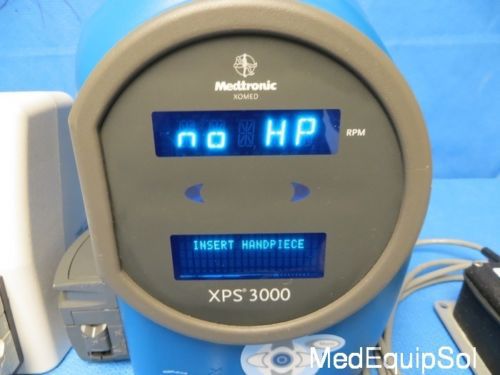 Medtronic
XOMED
no HP RPM
INSERT HANDPIECE
XPS® 3000
MedEquipSol